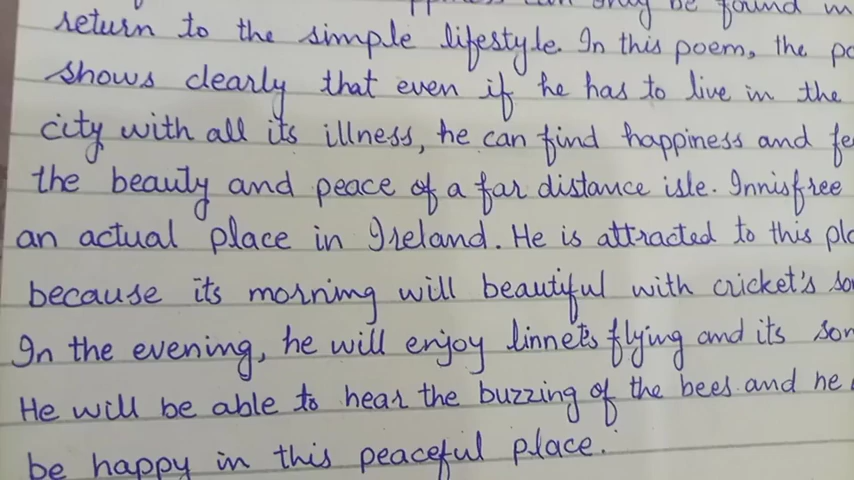 can only be found
return to the simple lifestyle. In this poem, the
shows clearly that even if he has to live in the
city with all its illness, he can find happiness and
the beauty and peace of a far distance isle. Innisfree
an actual place in Ireland. He is attracted to this
because its morning will beautiful with cricket's
In the evening, he will enjoy linnets flying and its
He will be able to hear the buzzing of the bees and he
be happy in this peaceful place.